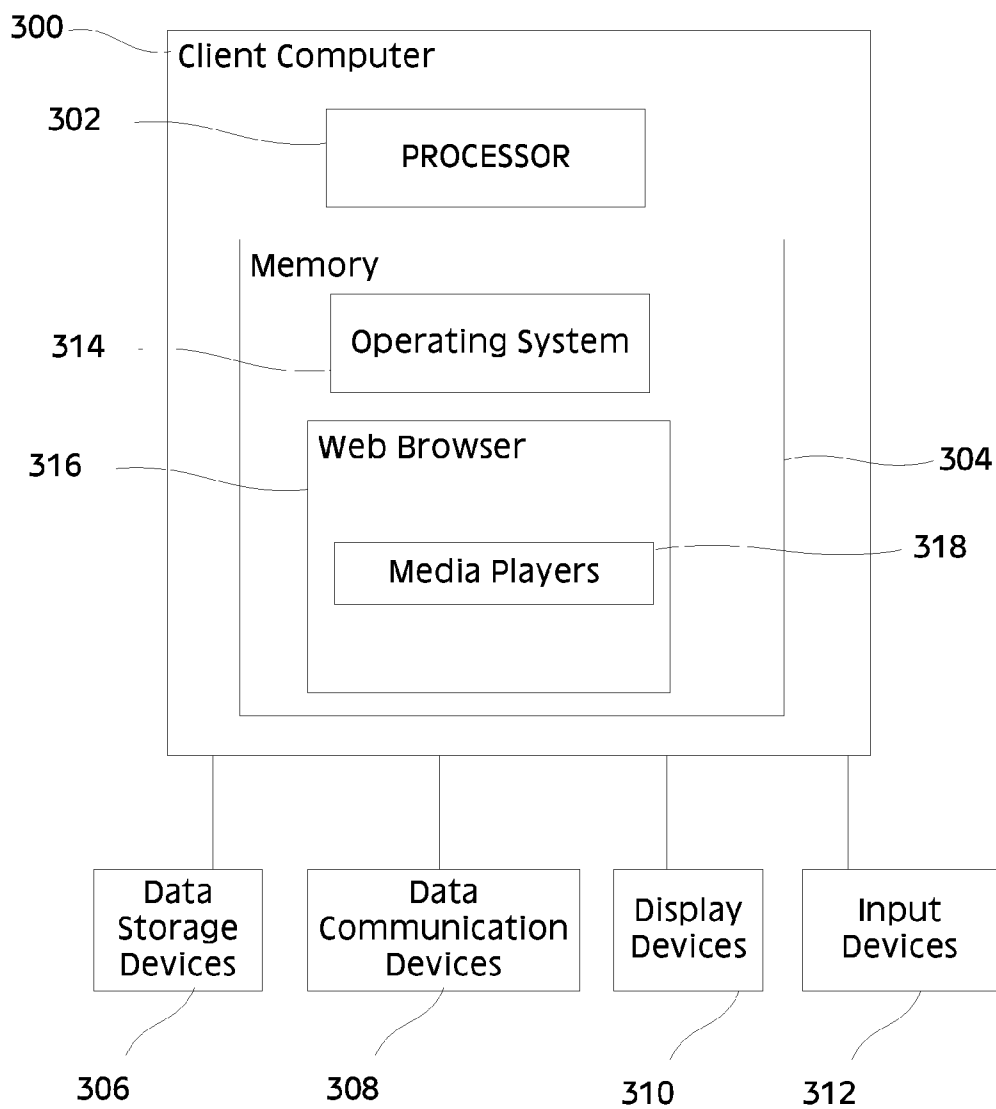 300
Client Computer
302
PROCESSOR
Memory
314
Operating System
316
Web Browser
304
318
Media Players
Data
Storage
Devices
Data
Communication
Devices
Display
Devices
Input
Devices
306
308
310
312